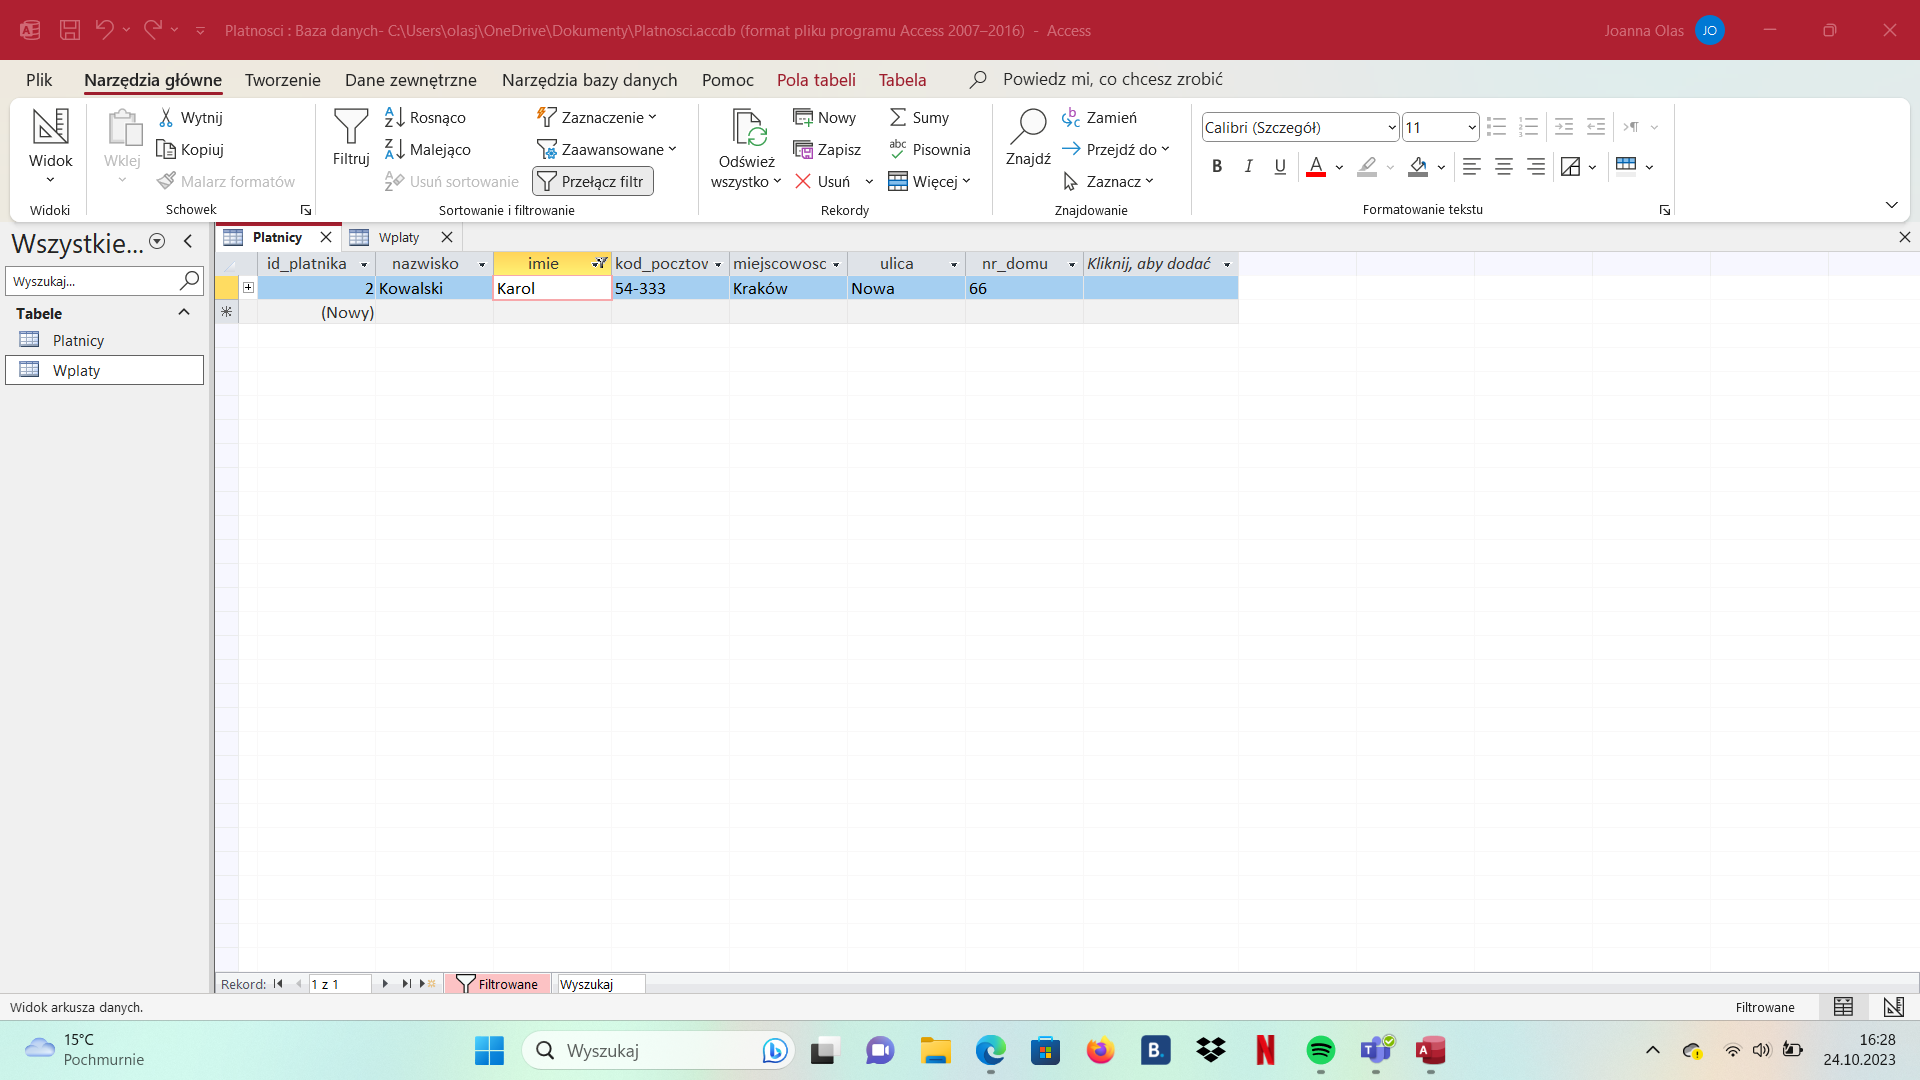 Platnosci : Baza danych- C:\Users\olasj\OneDrive\Dokumenty\Platnosci.accdb (format pliku programu Access 2007–2016)  -  Access
Joanna Olas JO
Plik Narzędzia główne Tworzenie Dane zewnętrzne Narzędzia bazy danych Pomoc Pola tabeli Tabela Powiedz mi, co chcesz zrobić
Widok
Widoki
Wklej
Wytnij
Kopiuj
Malarz formatów
Schowek
Filtruj
Rosnąco
Malejąco
Usuń sortowanie
Zaznaczenie
Zaawansowane
Przełącz filtr
Sortowanie i filtrowanie
Odśwież
wszystko
Nowy
Zapisz
Usuń
Sumy
Pisownia
Więcej
Rekordy
Znajdź
Zamień
Przejdź do
Zaznacz
Znajdowanie
Calibri (Szczegół) 11
B I U A
Formatowanie tekstu
Wszystkie...
Wyszukaj...
Tabele
Platnicy
Wplaty
Platnicy Wplaty
id_platnika nazwisko imie kod_pocztow miejscowosc ulica nr_domu Kliknij, aby dodać
2 Kowalski Karol 54-333 Kraków Nowa 66
(Nowy)
Rekord: 1 z 1 Filtrowane Wyszukaj
Widok arkusza danych. Filtrowane
15°C
Pochmurnie
Wyszukaj
16:28
24.10.2023